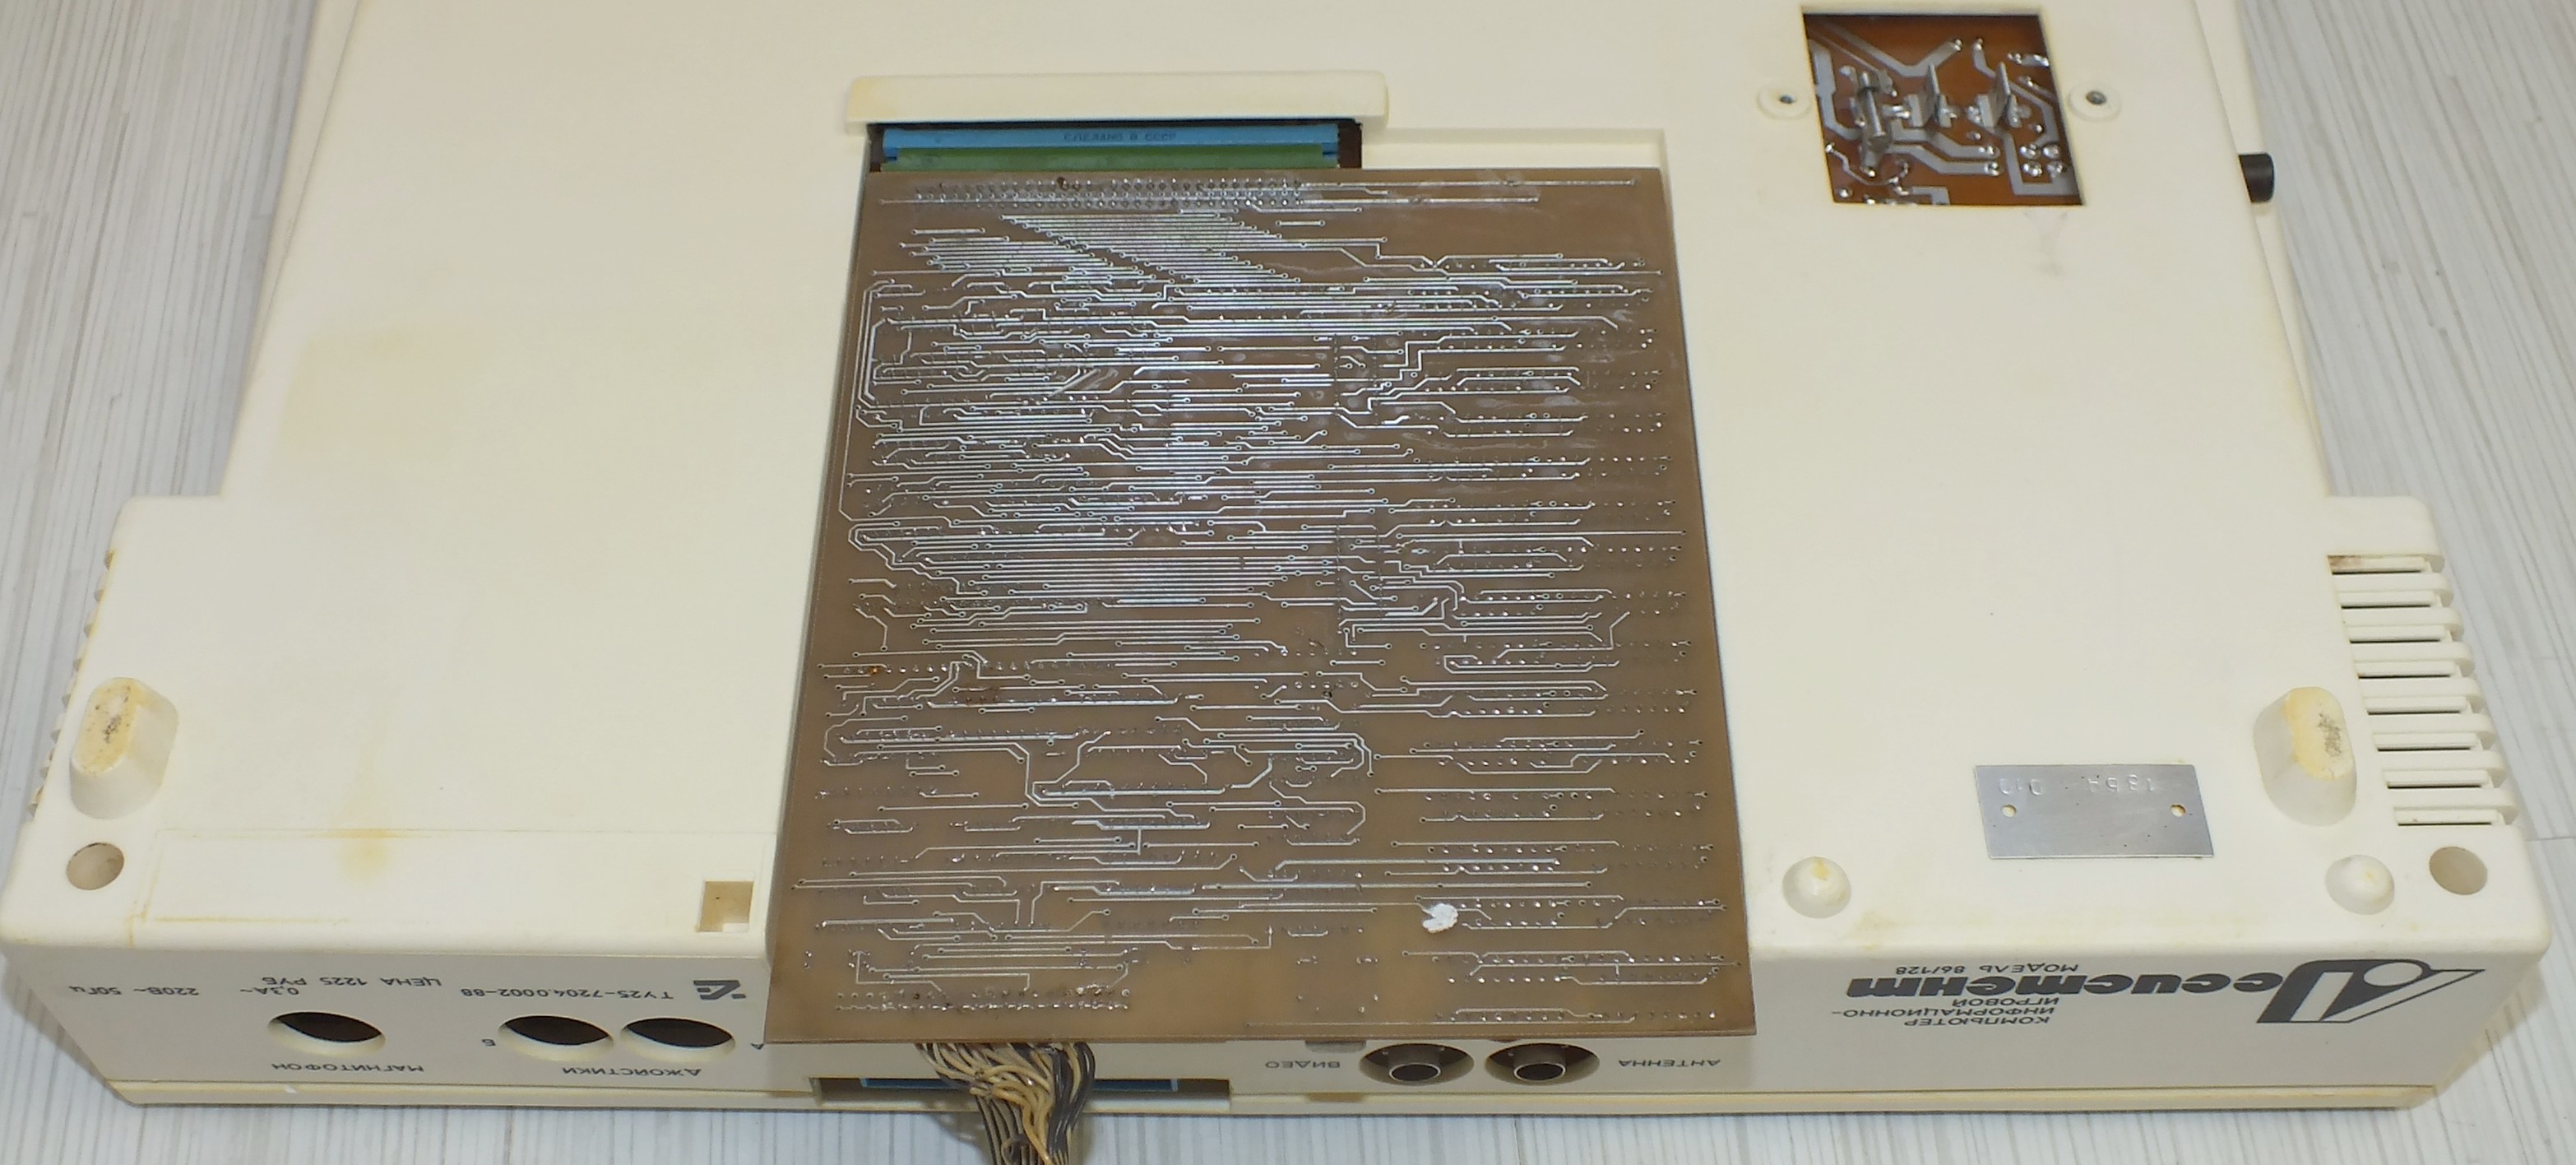 СДЕЛАНО В СССР
Ассистент
МОДЕЛЬ 86/128
КОМПЬЮТЕР
ИНФОРМАЦИОННО-
ИГРОВОЙ
АНТЕННА
ВИДЕО
ТУ25-7204.0002-88
ЦЕНА 1225 РУБ
220В~ 50Гц
0,3А~
А
Б
ДЖОЙСТИКИ
МАГНИТОФОН